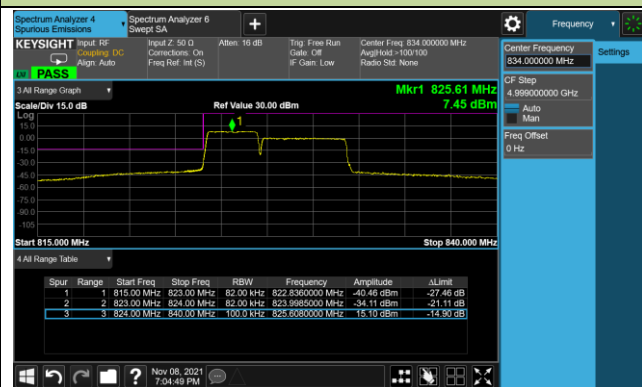 Spectrum Analyzer 4
Spurious Emissions
Spectrum Analyzer 6
Swept SA
Frequency
KEYSIGHT
Input: RF
Coupling: DC
Align: Auto
Input Z: 50 Ω
Corrections: On
Freq Ref: Int (S)
Atten: 16 dB
Trig: Free Run
Gate: Off
IF Gain: Low
Center Freq: 834.000000 MHz
Avg|Hold:>100/100
Radio Std: None
PASS
Center Frequency
834.000000 MHz
Settings
CF Step
4.999000000 GHz
Auto
Man
Freq Offset
0 Hz
3 All Range Graph
Mkr1 825.61 MHz
Scale/Div 15.0 dB
Ref Value 30.00 dBm
7.45 dBm
Log
15.0
0.00
-15.0
-30.0
-45.0
-60.0
-75.0
-90.0
-105
1
Start 815.000 MHz
Stop 840.000 MHz
4 All Range Table
Spur Range Start Freq Stop Freq RBW Frequency Amplitude ΔLimit
1 1 815.00 MHz 823.00 MHz 82.00 kHz 822.8360000 MHz -40.46 dBm -27.46 dB
2 2 823.00 MHz 824.00 MHz 82.00 kHz 823.9985000 MHz -34.11 dBm -21.11 dB
3 3 824.00 MHz 840.00 MHz 100.0 kHz 825.6080000 MHz 15.10 dBm -14.90 dB
?
Nov 08, 2021
7:04:49 PM